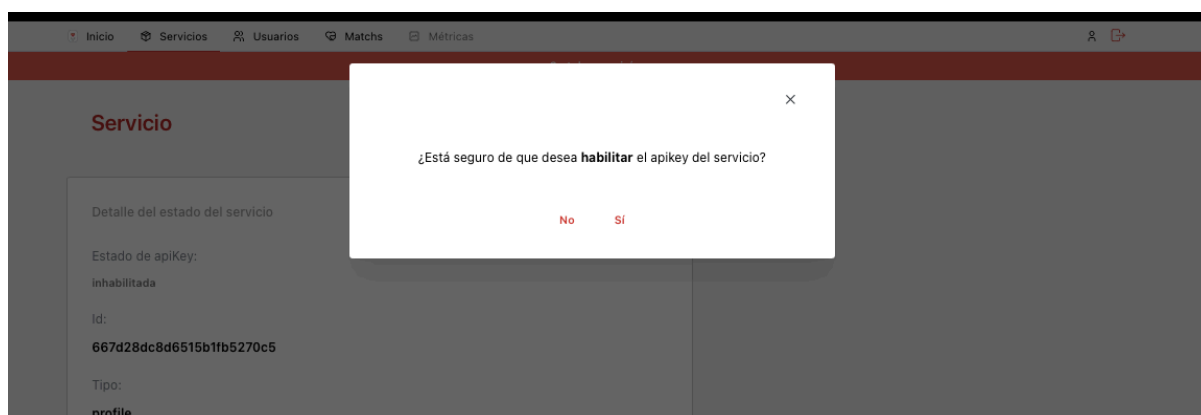 Inicio Servicios Usuarios Matchs Métricas
Servicio
¿Está seguro de que desea habilitar el apikey del servicio?
No Sí
Detalle del estado del servicio
Estado de apiKey:
inhabilitada
Id:
667d28dc8d6515b1fb5270c5
Tipo:
profile